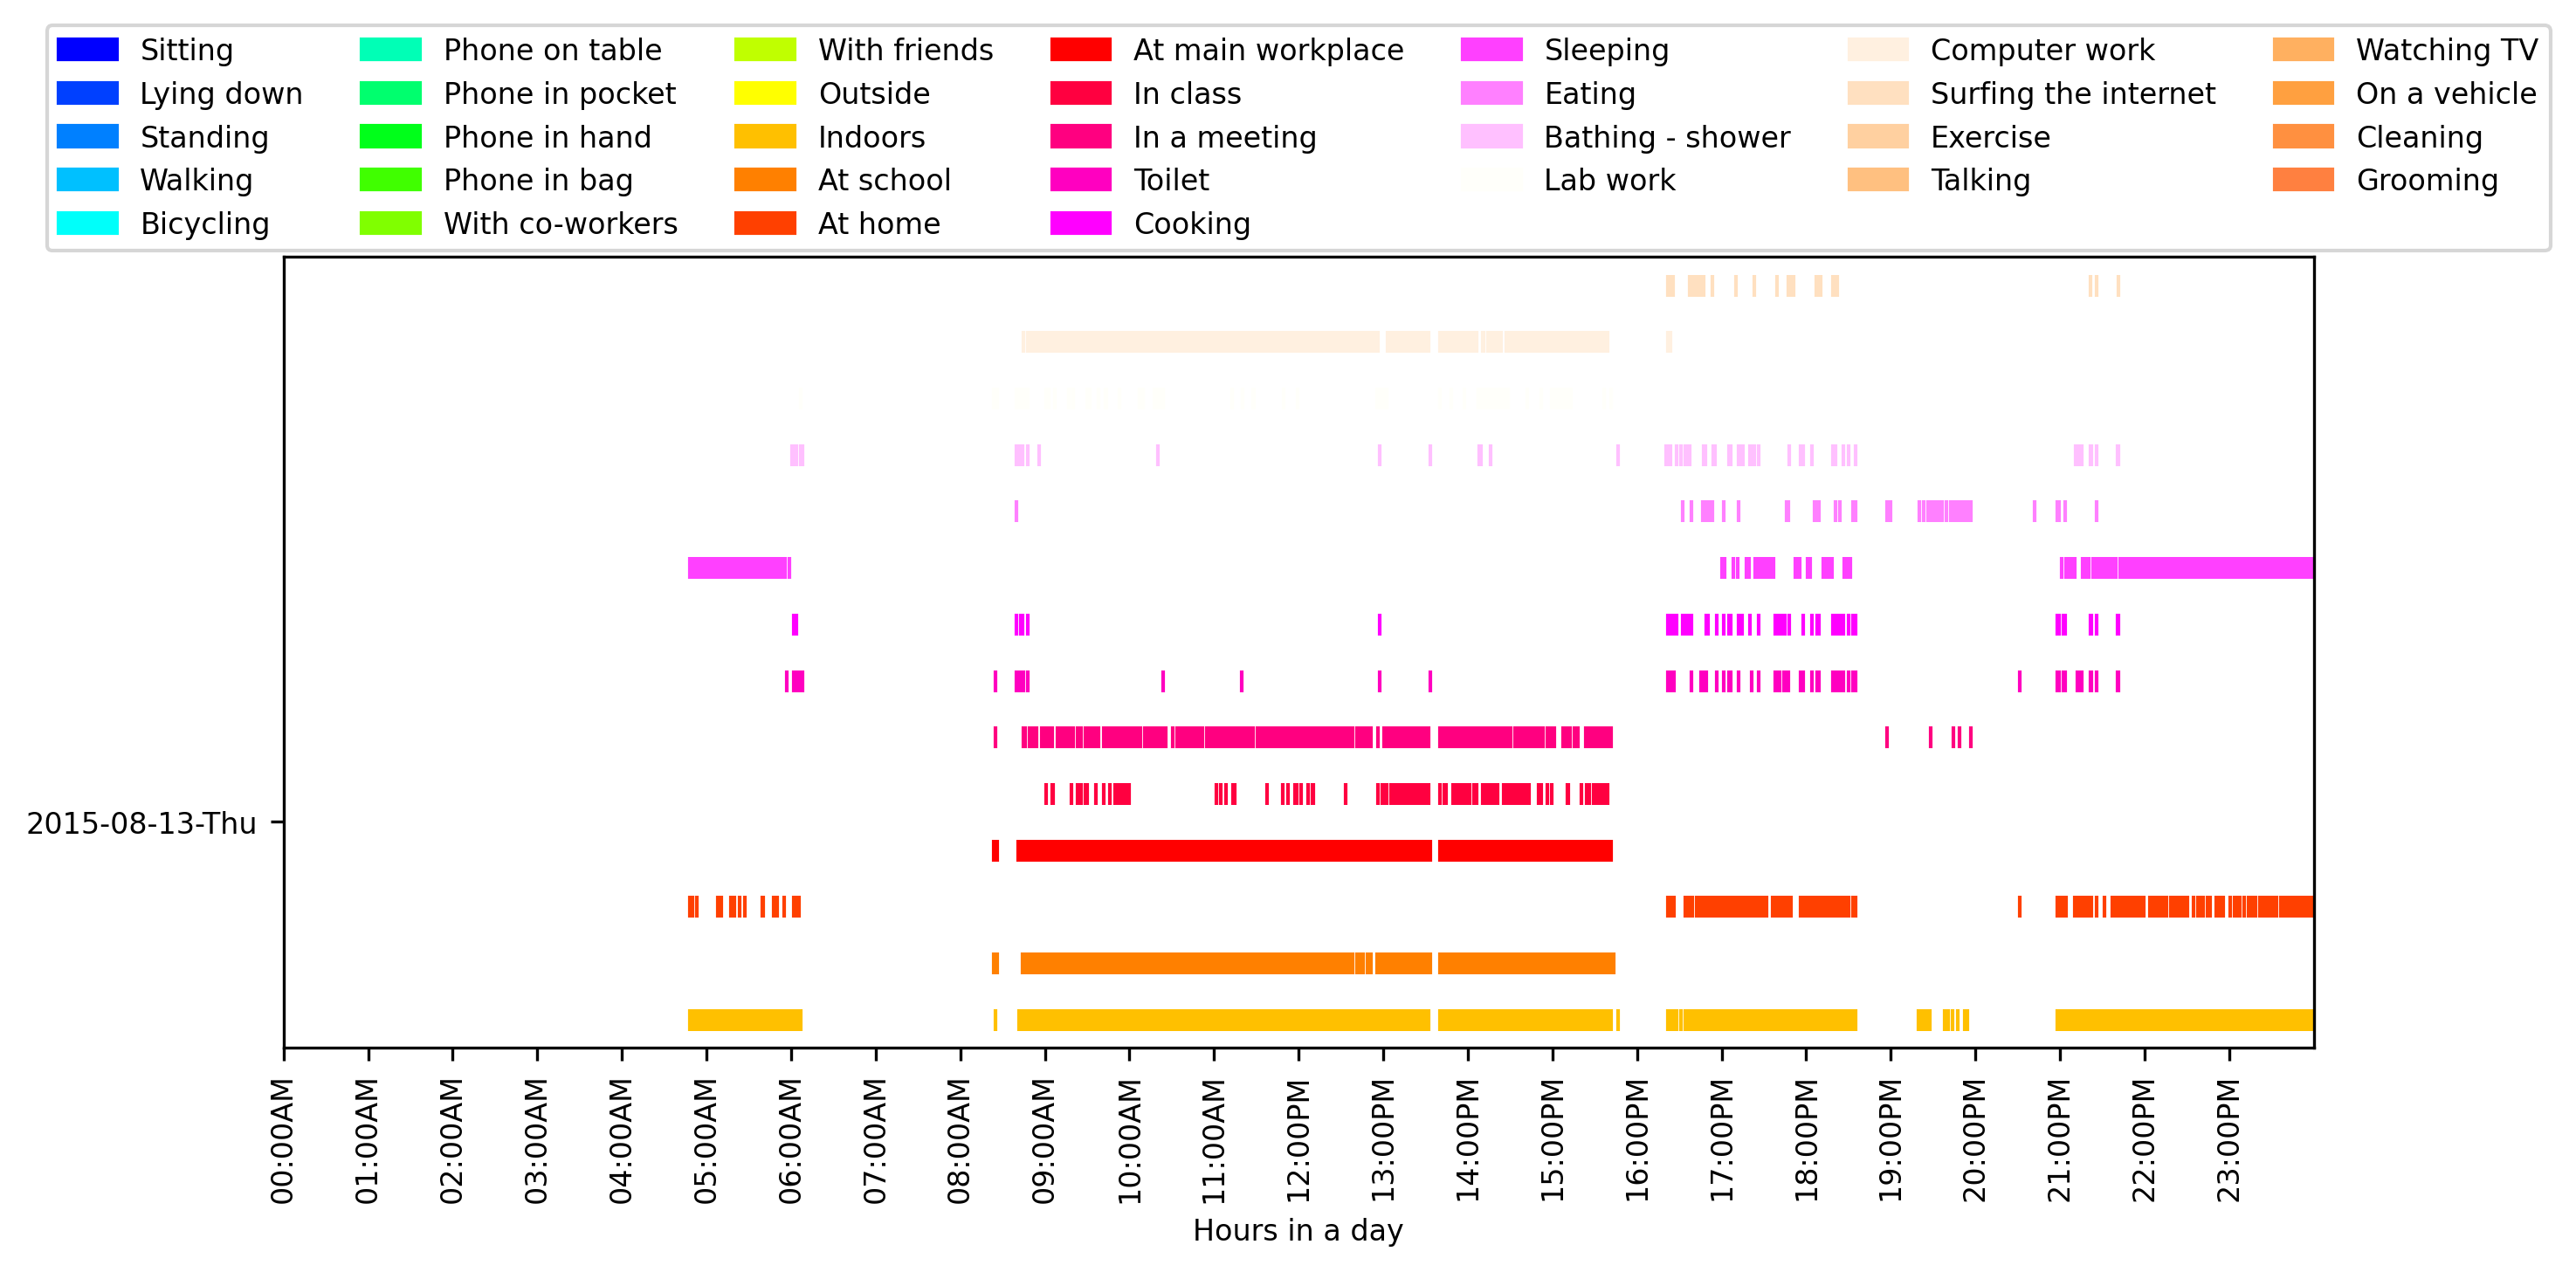 Sitting
Lying down
Standing
Walking
Bicycling
Phone on table
Phone in pocket
Phone in hand
Phone in bag
With co-workers
With friends
Outside
Indoors
At school
At home
At main workplace
In class
In a meeting
Toilet
Cooking
Sleeping
Eating
Bathing - shower
Lab work
Computer work
Surfing the internet
Exercise
Talking
Watching TV
On a vehicle
Cleaning
Grooming
2015-08-13-Thu
00:00AM
01:00AM
02:00AM
03:00AM
04:00AM
05:00AM
06:00AM
07:00AM
08:00AM
09:00AM
10:00AM
11:00AM
12:00PM
13:00PM
14:00PM
15:00PM
16:00PM
17:00PM
18:00PM
19:00PM
20:00PM
21:00PM
22:00PM
23:00PM
Hours in a day